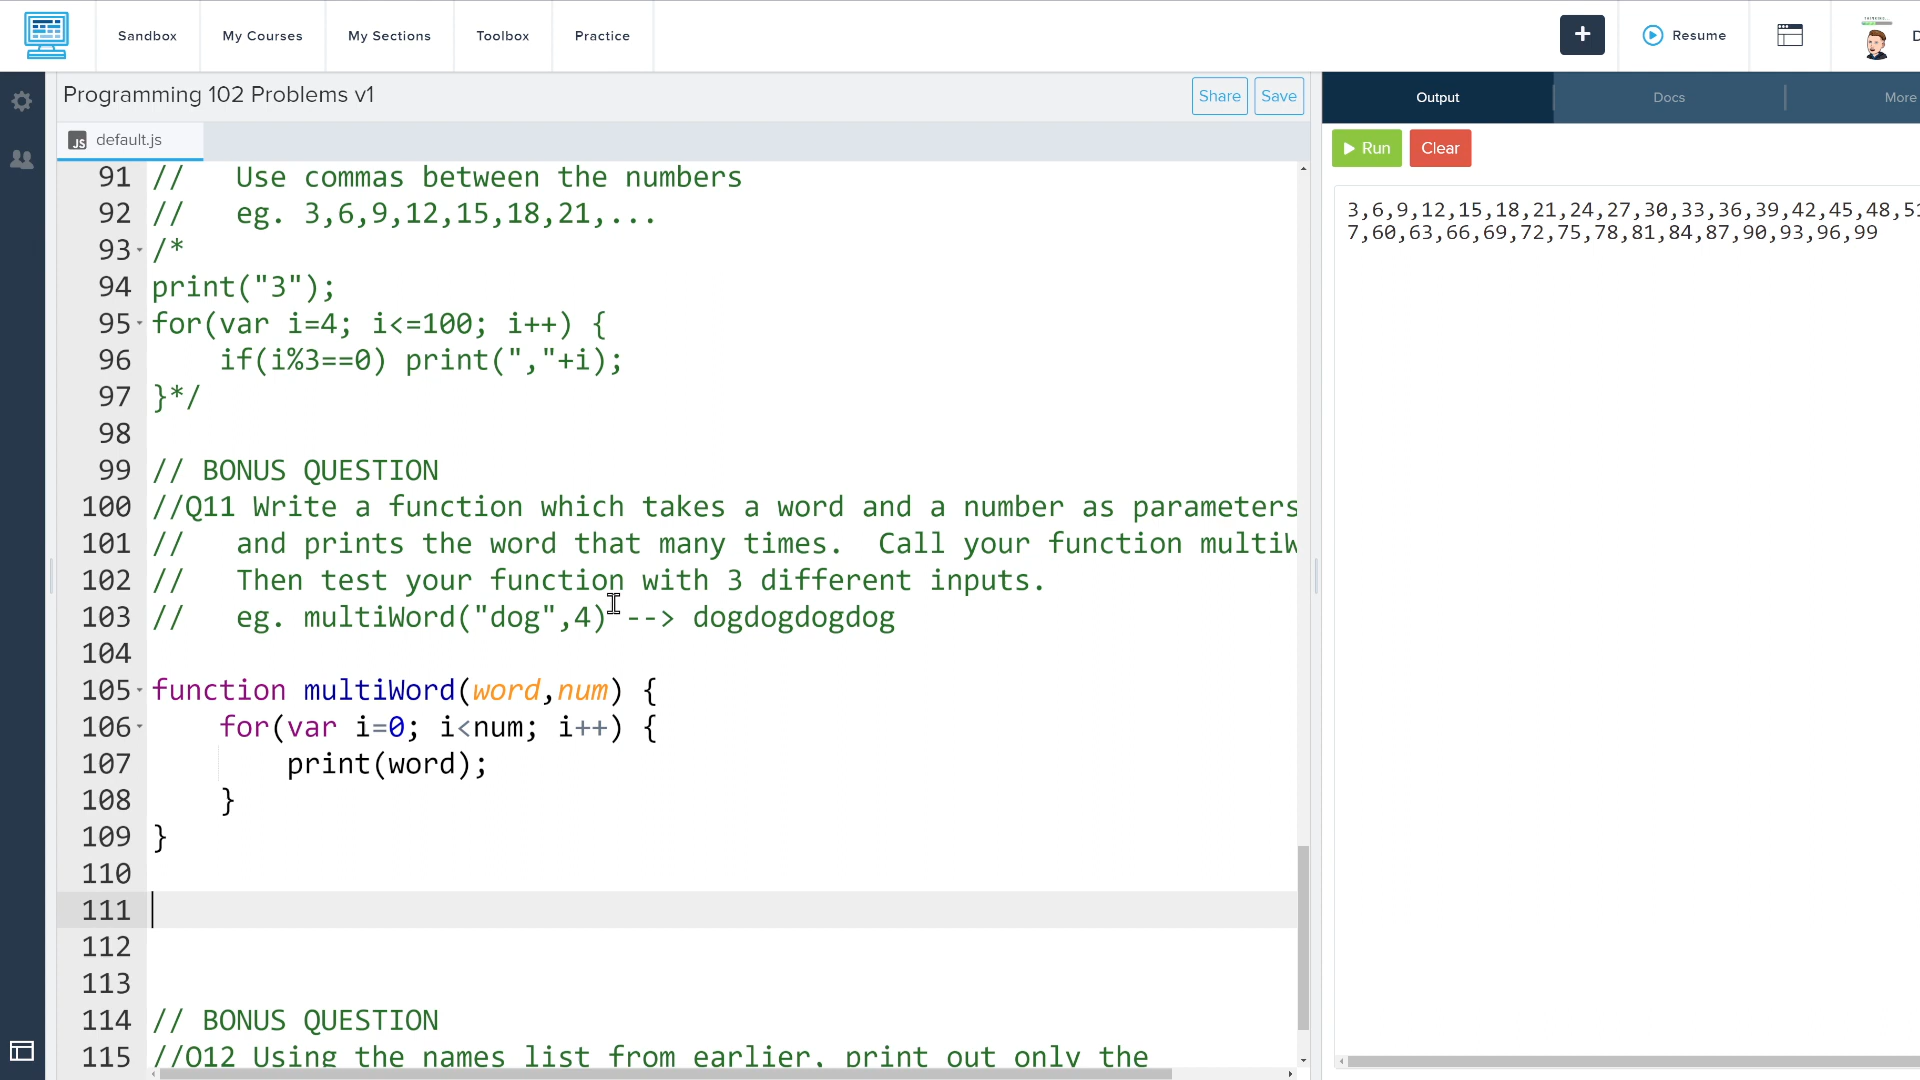 Sandbox
My Courses
My Sections
Toolbox
Practice
+
Resume
Programming 102 Problems v1
Share
Save
Output
Docs
More
JS default.js
Run
Clear
91 //   Use commas between the numbers
92 //   eg. 3,6,9,12,15,18,21,...
93 /*
94 print("3");
95 for(var i=4; i<=100; i++) {
96     if(i%3==0) print(","+i);
97 }*/
98
99 // BONUS QUESTION
100 //Q11 Write a function which takes a word and a number as parameters
101 //   and prints the word that many times.  Call your function multiW
102 //   Then test your function with 3 different inputs.
103 //   eg. multiWord("dog",4) --> dogdogdogdog
104
105 function multiWord(word,num) {
106     for(var i=0; i<num; i++) {
107         print(word);
108     }
109 }
110
111
112
113
114 // BONUS QUESTION
115 //Q12 Using the names list from earlier, print out only the
3,6,9,12,15,18,21,24,27,30,33,36,39,42,45,48,51
7,60,63,66,69,72,75,78,81,84,87,90,93,96,99